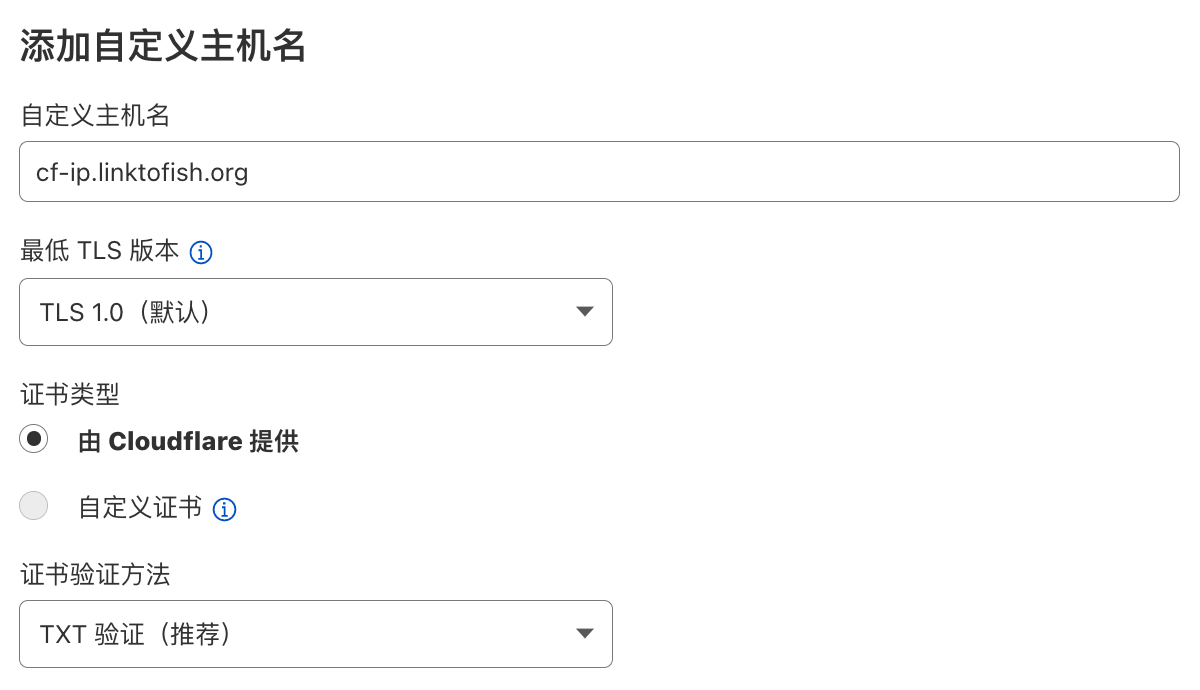 添加自定义主机名
自定义主机名
cf-ip.linktofish.org
最低 TLS 版本
TLS 1.0（默认）
证书类型
由 Cloudflare 提供
自定义证书
证书验证方法
TXT 验证（推荐）